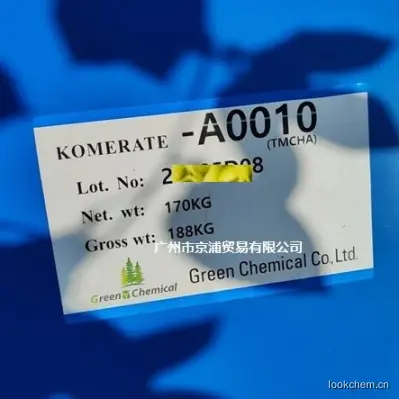 KOMERATE -A0010
(TMCHA)
Lot. No:
Net. wt: 170KG
Gross wt: 188KG
广州市京浦贸易有限公司
Green Chemical Co., Ltd.
Green Chemical
lookchem.cn